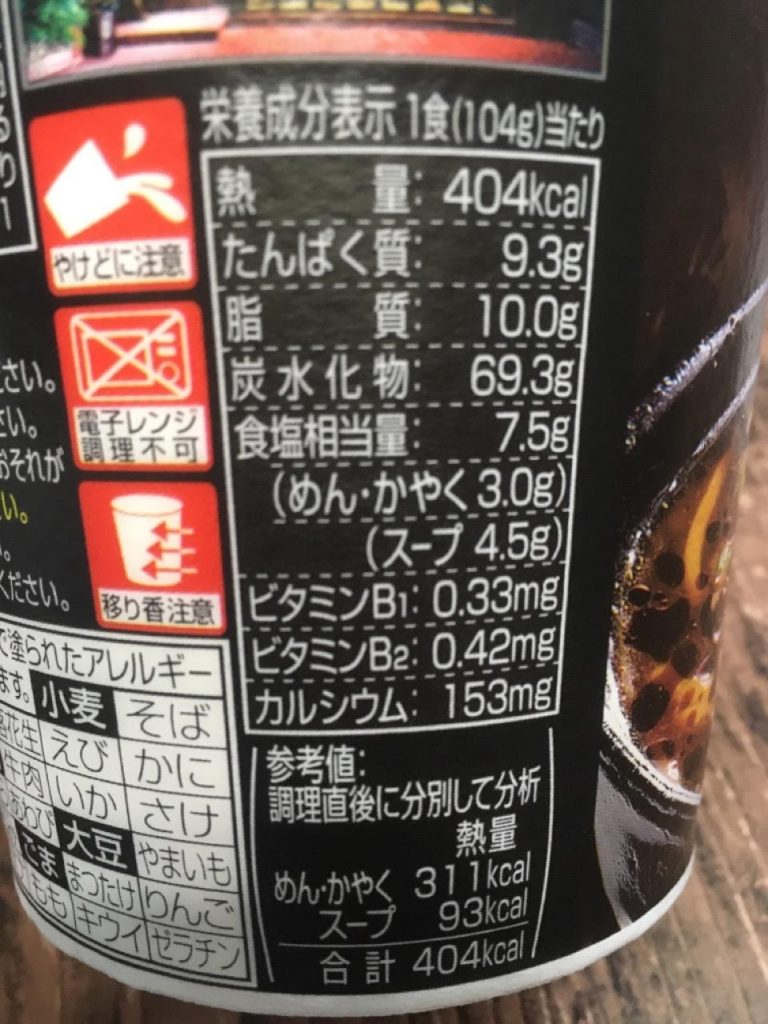 栄養成分表示 1食(104g)当たり
熱量: 404kcal
たんぱく質: 9.3g
脂質: 10.0g
炭水化物: 69.3g
食塩相当量: 7.5g
(めん・かやく 3.0g)
(スープ 4.5g)
ビタミンB1: 0.33mg
ビタミンB2: 0.42mg
カルシウム: 153mg
参考値:
調理直後に分別して分析
熱量
めん・かやく 311kcal
スープ 93kcal
合計 404kcal
やけどに注意
電子レンジ
調理不可
移り香注意
さい。
さい。
おそれが
い。
ください。
で塗られたアレルギー
ます。 小麦 そば
花生 えび かに
牛肉 いか さけ
大豆 やまいも
ごま まつたけ りんご
もも キウイ ゼラチン